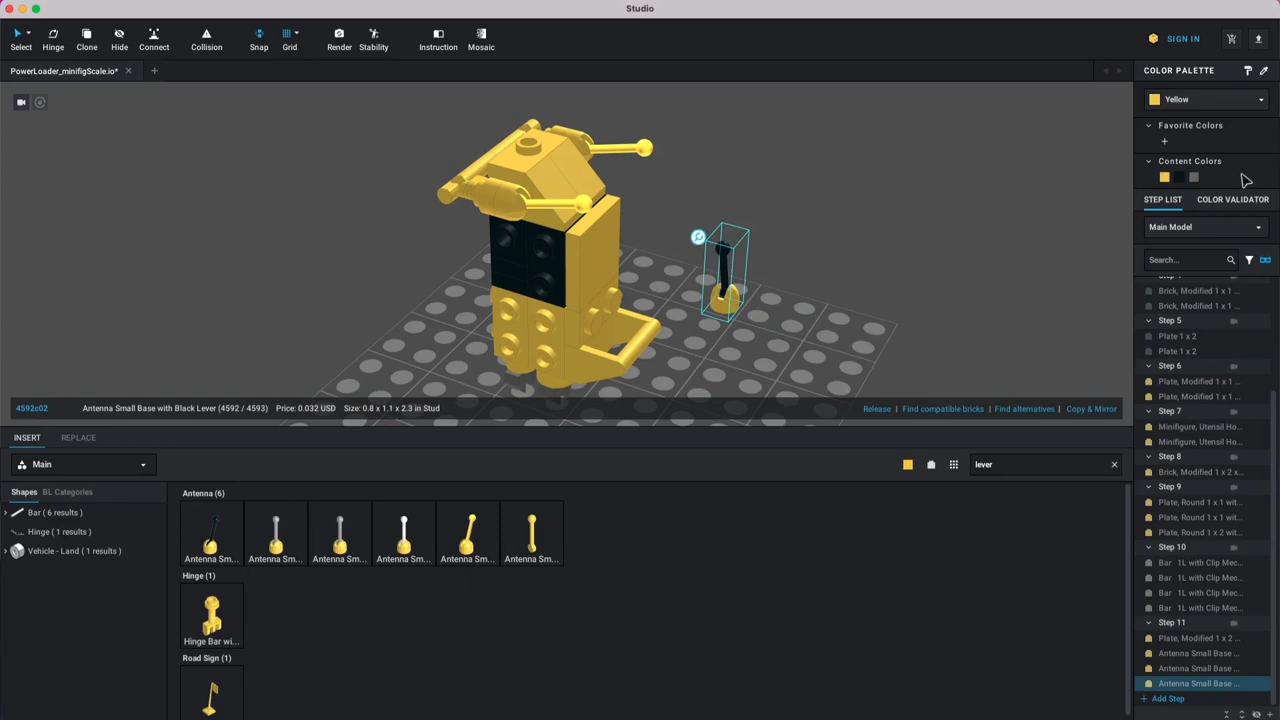 Studio
Select Hinge Clone Hide Connect Collision Snap Grid Render Stability Instruction Mosaic
SIGN IN
PowerLoader_minifigScale.io*
COLOR PALETTE
Yellow
Favorite Colors
Content Colors
STEP LIST COLOR VALIDATOR
Main Model
Search...
Brick, Modified 1 x 1 ...
Brick, Modified 1 x 1 ...
Step 5
Plate 1 x 2
Plate 1 x 2
Step 6
Plate, Modified 1 x 1 ...
Plate, Modified 1 x 1 ...
Step 7
Minifigure, Utensil Ho...
Minifigure, Utensil Ho...
Step 8
Brick, Modified 1 x 2 x...
Step 9
Plate, Round 1 x 1 wit...
Plate, Round 1 x 1 wit...
Plate, Round 1 x 2 wit...
Step 10
Bar 1L with Clip Mec...
Bar 1L with Clip Mec...
Bar 1L with Clip Mec...
Bar 1L with Clip Mec...
Step 11
Plate, Modified 1 x 2 ...
Antenna Small Base ...
Antenna Small Base ...
Antenna Small Base ...
+ Add Step
4592c02 Antenna Small Base with Black Lever (4592 / 4593) Price: 0.032 USD Size: 0.8 x 1.1 x 2.3 in Stud
Release | Find compatible bricks | Find alternatives | Copy & Mirror
INSERT REPLACE
Main
lever
Shapes BL Categories
Bar ( 6 results )
Hinge ( 1 results )
Vehicle - Land ( 1 results )
Antenna (6)
Antenna Sm... Antenna Sm... Antenna Sm... Antenna Sm... Antenna Sm... Antenna Sm...
Hinge (1)
Hinge Bar wi...
Road Sign (1)